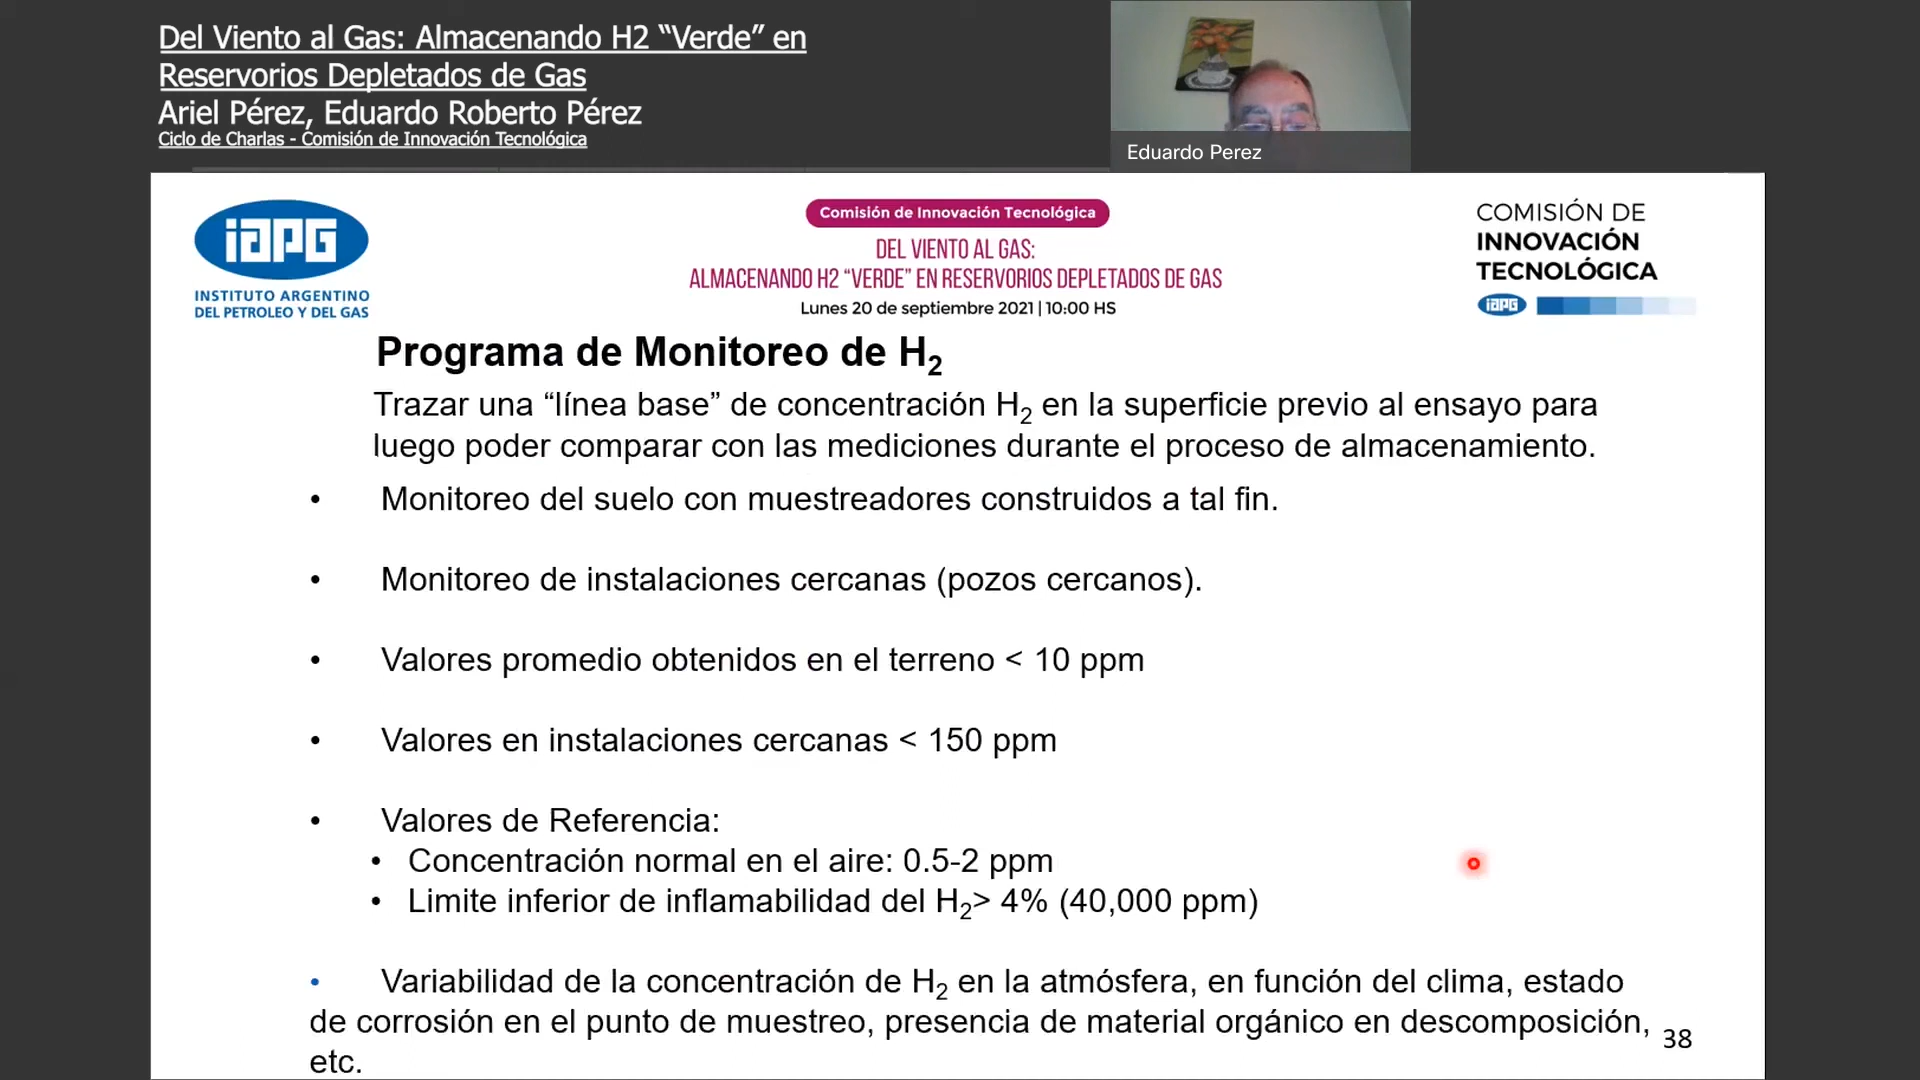 Del Viento al Gas: Almacenando H2 “Verde” en
Reservorios Depletados de Gas
Ariel Pérez, Eduardo Roberto Pérez
Ciclo de Charlas - Comisión de Innovación Tecnológica
Eduardo Perez
iapg
INSTITUTO ARGENTINO
DEL PETROLEO Y DEL GAS
Comisión de Innovación Tecnológica
DEL VIENTO AL GAS:
ALMACENANDO H2 “VERDE” EN RESERVORIOS DEPLETADOS DE GAS
Lunes 20 de septiembre 2021 | 10:00 HS
COMISIÓN DE
INNOVACIÓN
TECNOLÓGICA
iapg
Programa de Monitoreo de H2
Trazar una “línea base” de concentración H2 en la superficie previo al ensayo para
luego poder comparar con las mediciones durante el proceso de almacenamiento.
• Monitoreo del suelo con muestreadores construidos a tal fin.
• Monitoreo de instalaciones cercanas (pozos cercanos).
• Valores promedio obtenidos en el terreno < 10 ppm
• Valores en instalaciones cercanas < 150 ppm
• Valores de Referencia:
• Concentración normal en el aire: 0.5-2 ppm
• Limite inferior de inflamabilidad del H2> 4% (40,000 ppm)
• Variabilidad de la concentración de H2 en la atmósfera, en función del clima, estado
de corrosión en el punto de muestreo, presencia de material orgánico en descomposición,
etc.
38